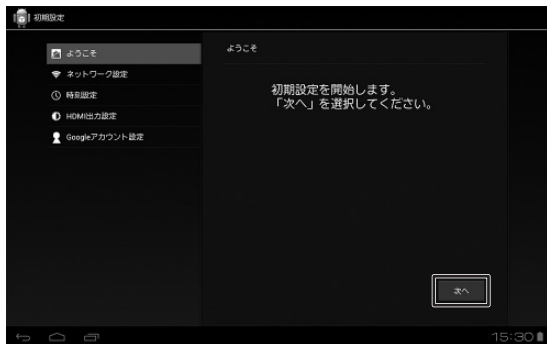 初期設定
ようこそ
ネットワーク設定
時刻設定
HDMI出力設定
Googleアカウント設定
ようこそ
初期設定を開始します。
「次へ」を選択してください。
次へ
15:30